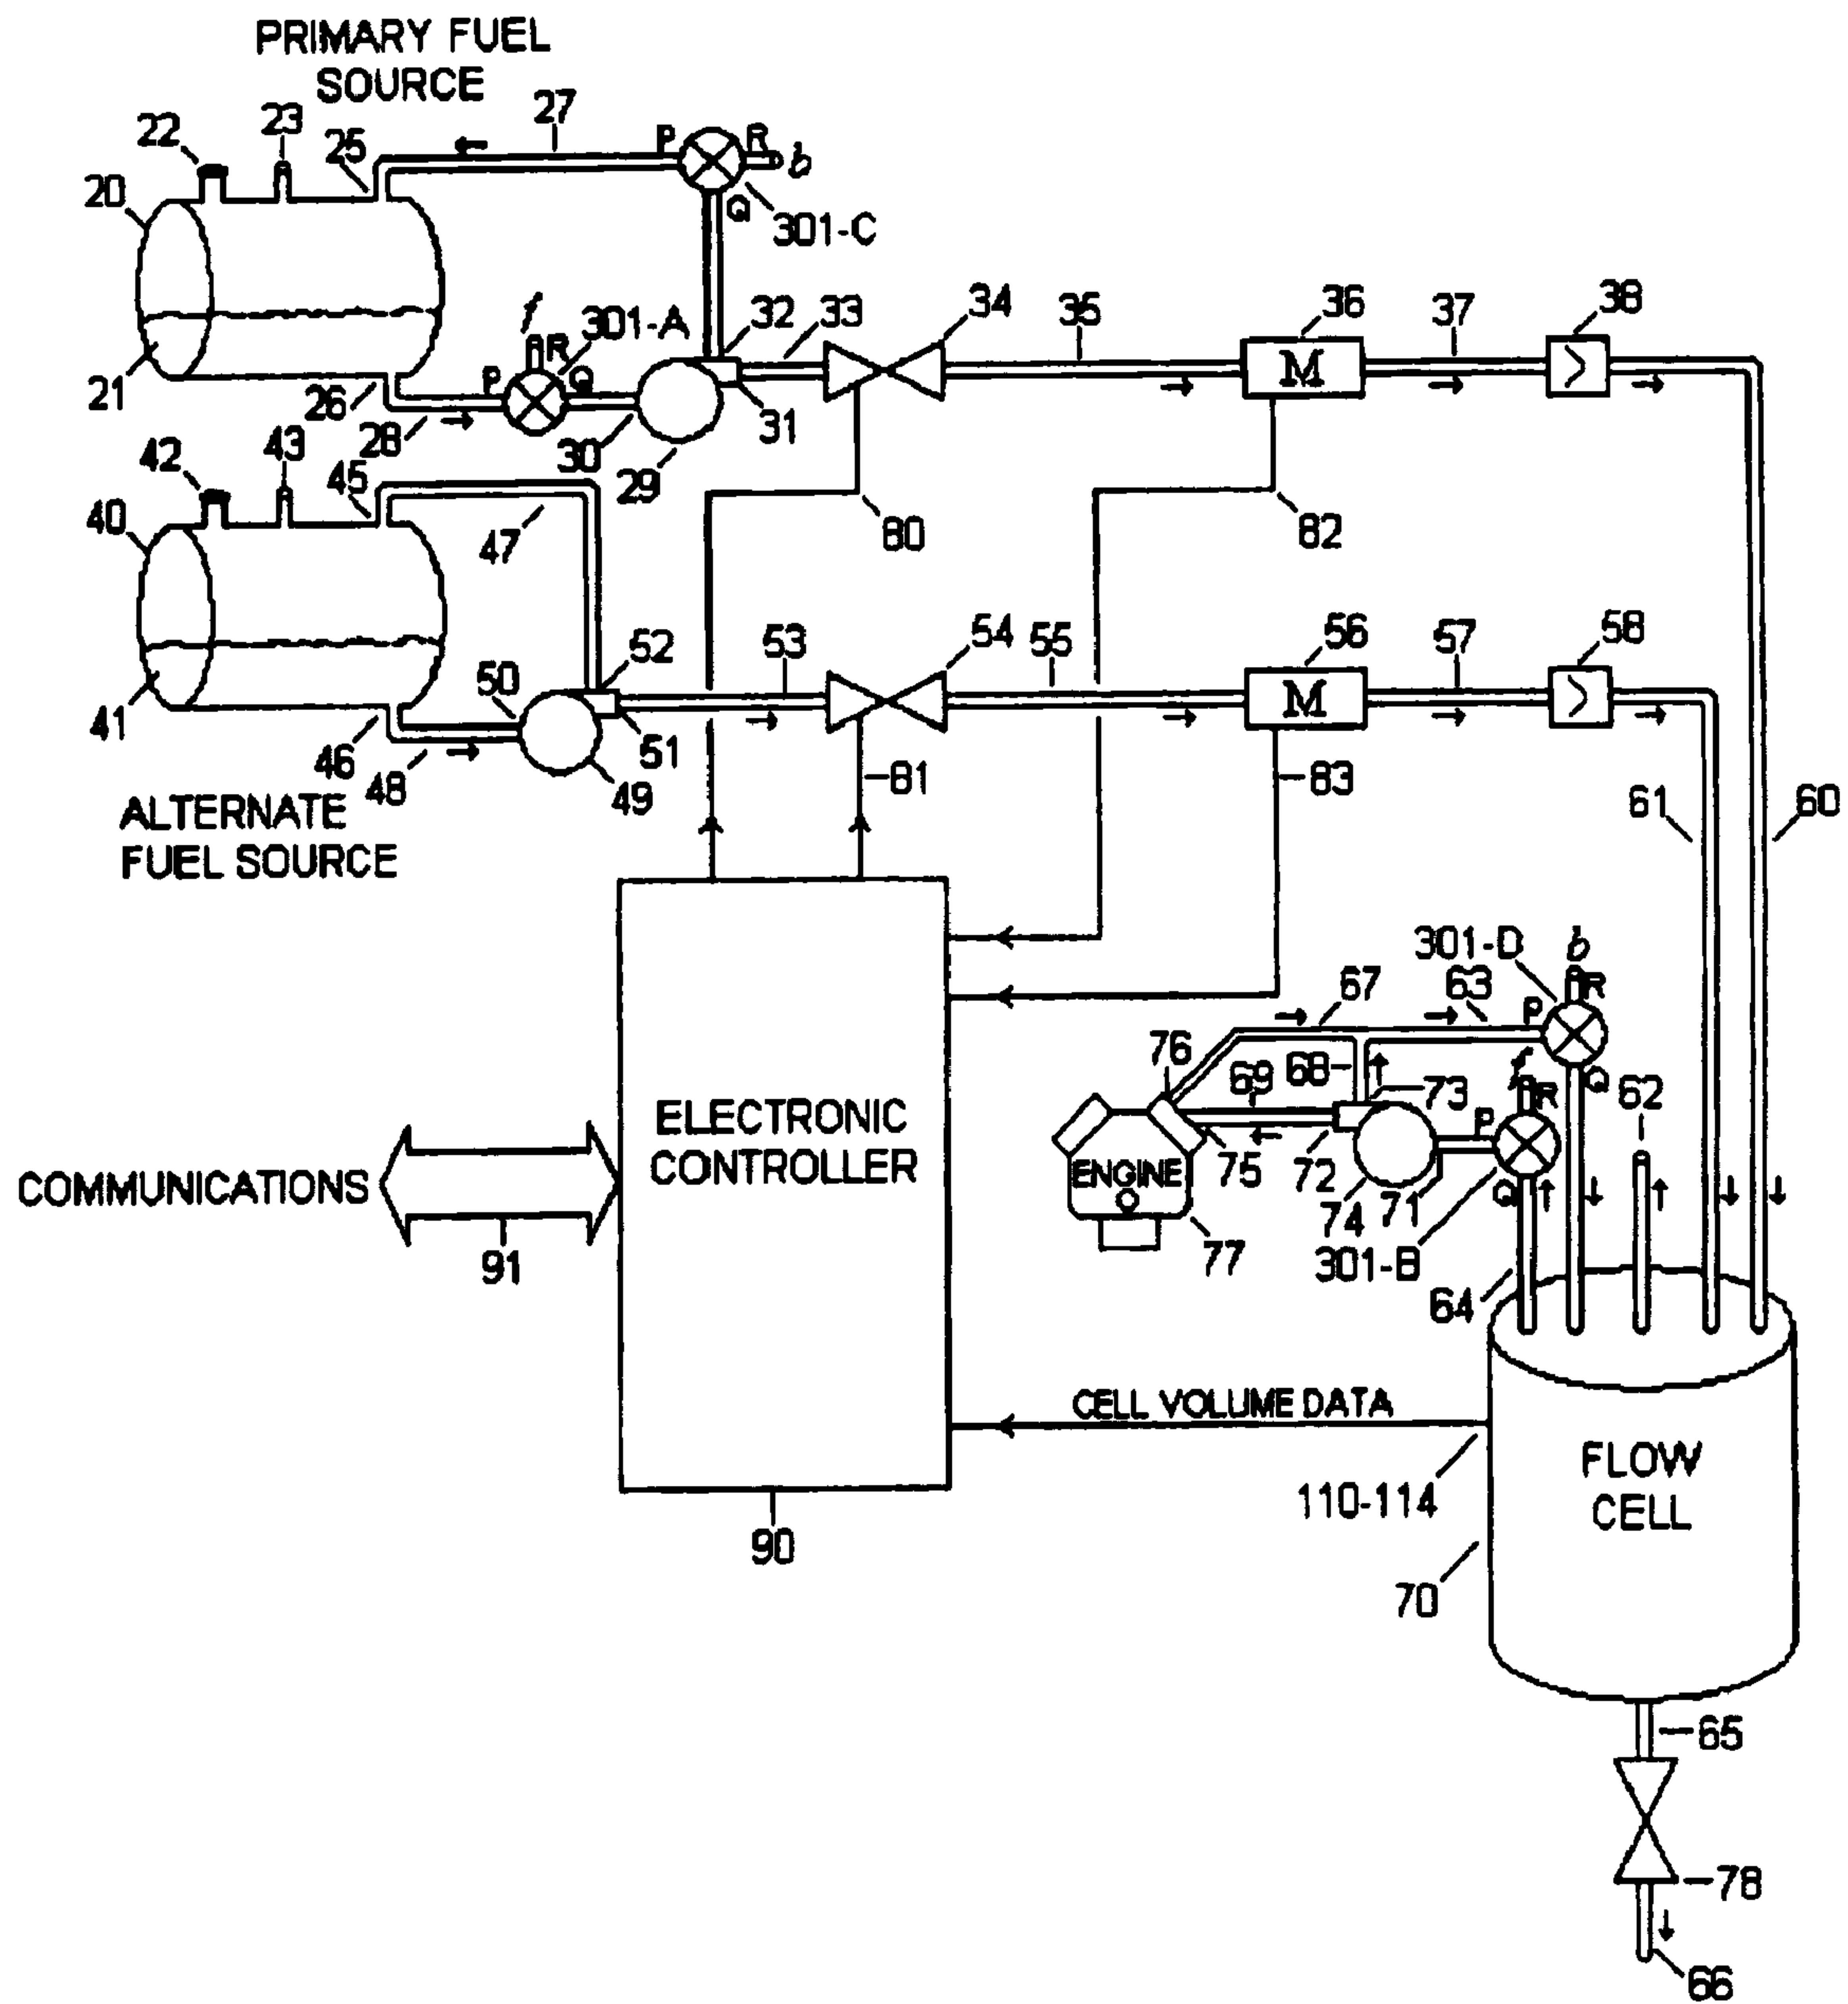 PRIMARY FUEL
SOURCE
22
23
25
27
P
R
b
20
Q
301-C
21
26
28
P
f
R
301-A
Q
30
29
32
33
31
34
35
36
M
37
38
42
43
45
40
47
80
82
41
46
48
50
52
51
49
53
54
55
56
M
57
58
81
83
61
60
ALTERNATE
FUEL SOURCE
301-D
b
R
67
63
P
76
69
68
73
f
R
Q
62
P
ENGINE
75
72
74
71
Q
77
301-B
64
ELECTRONIC
CONTROLLER
COMMUNICATIONS
91
CELL VOLUME DATA
110-114
FLOW
CELL
90
70
65
78
66